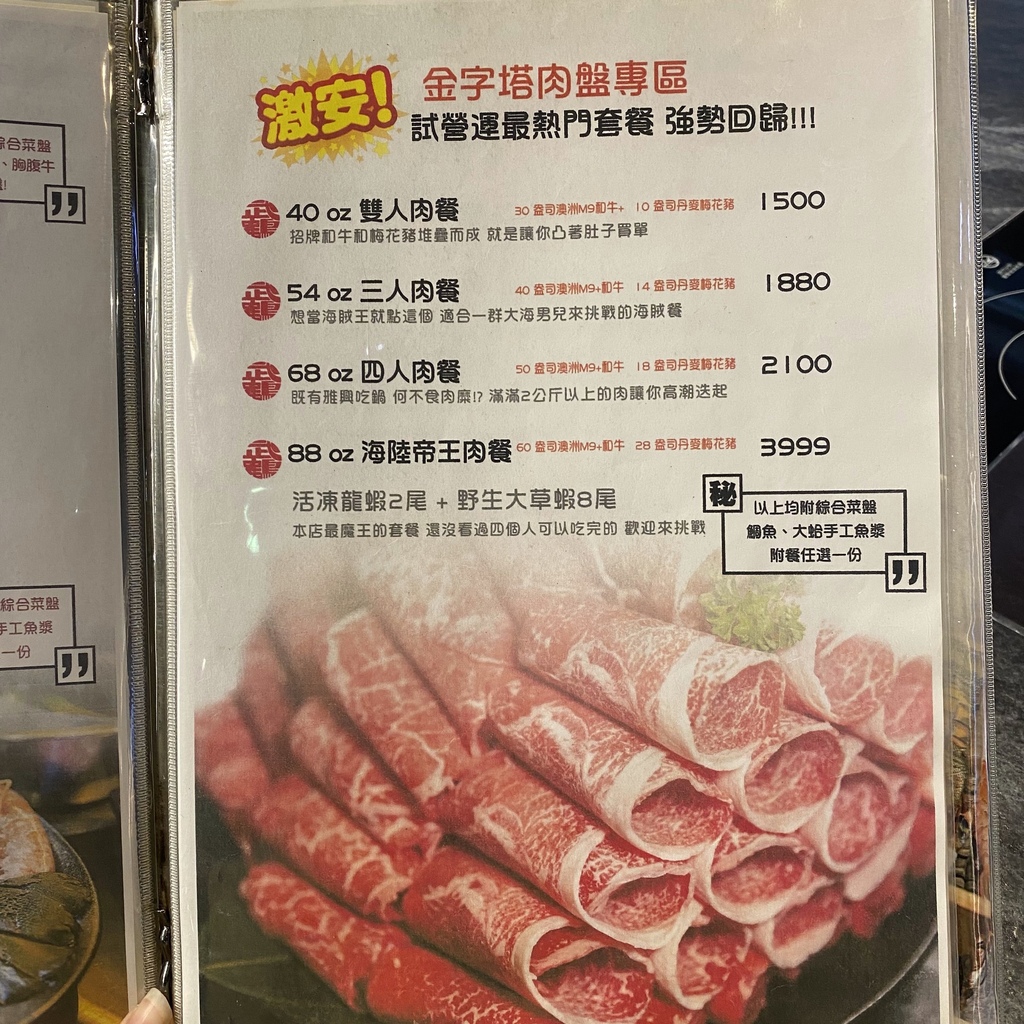 綜合菜盤
、胸腹牛
綜合菜盤
手工魚漿
一份
激安!
金字塔肉盤專區
試營運最熱門套餐 強勢回歸!!!
40 oz 雙人肉餐 30 盎司澳洲M9和牛+ 10 盎司丹麥梅花豬 1500
招牌和牛和梅花豬堆疊而成 就是讓你凸著肚子買單
54 oz 三人肉餐 40 盎司澳洲M9+和牛 14 盎司丹麥梅花豬 1880
想當海賊王就點這個 適合一群大海男兒來挑戰的海賊餐
68 oz 四人肉餐 50 盎司澳洲M9+和牛 18 盎司丹麥梅花豬 2100
既有雅興吃鍋 何不食肉糜!? 滿滿2公斤以上的肉讓你高潮迭起
88 oz 海陸帝王肉餐 60 盎司澳洲M9+和牛 28 盎司丹麥梅花豬 3999
活凍龍蝦2尾 + 野生大草蝦8尾
本店最魔王的套餐 還沒看過四個人可以吃完的 歡迎來挑戰
秘
以上均附綜合菜盤
鯛魚、大蛤手工魚漿
附餐任選一份